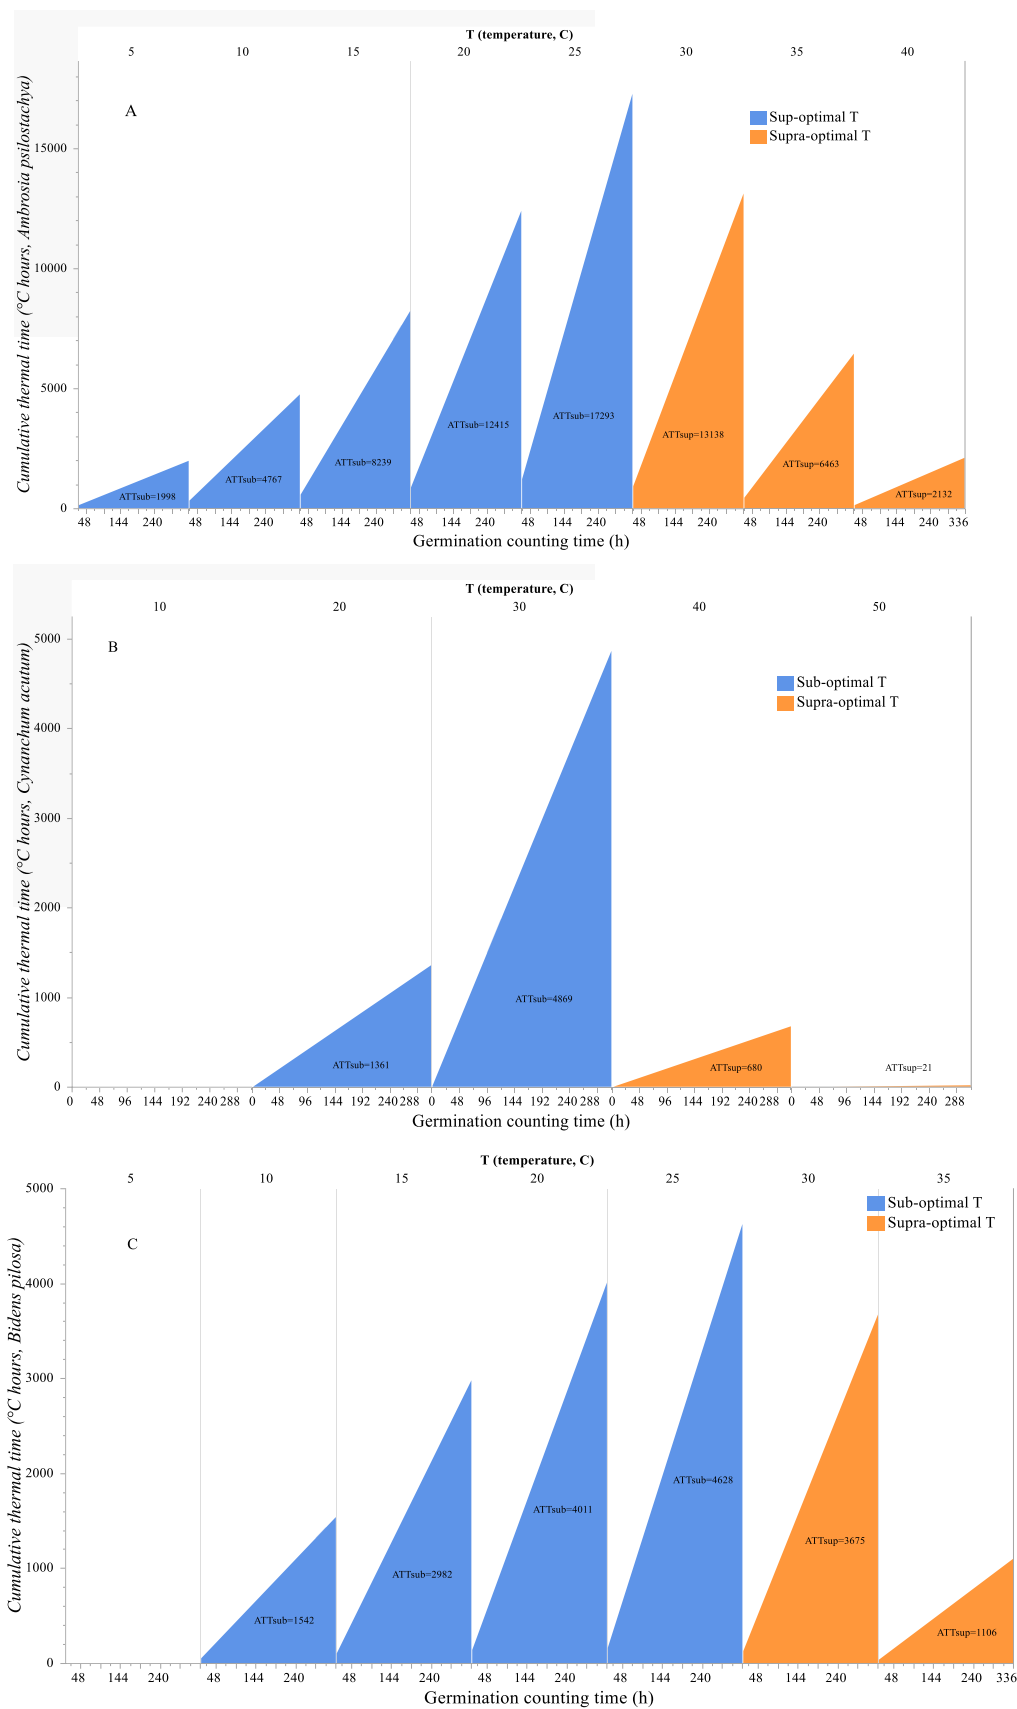 T (temperature, C)
5 10 15 20 25 30 35 40
A
Sup-optimal T
Supra-optimal T
Cumulative thermal time (°C hours, Ambrosia psilostachya)
15000
10000
5000
0
ATTsub=1998
ATTsub=4767
ATTsub=8239
ATTsub=12415
ATTsub=17293
ATTsup=13138
ATTsup=6463
ATTsup=2132
48 144 240 48 144 240 48 144 240 48 144 240 48 144 240 48 144 240 48 144 240 48 144 240 336
Germination counting time (h)
T (temperature, C)
10 20 30 40 50
B
Sub-optimal T
Supra-optimal T
Cumulative thermal time (°C hours, Cynanchum acutum)
5000
4000
3000
2000
1000
0
ATTsub=1361
ATTsub=4869
ATTsup=680
ATTsup=21
0 48 96 144 192 240 288 0 48 96 144 192 240 288 0 48 96 144 192 240 288 0 48 96 144 192 240 288 0 48 96 144 192 240 288
Germination counting time (h)
T (temperature, C)
5 10 15 20 25 30 35
C
Sub-optimal T
Supra-optimal T
Cumulative thermal time (°C hours, Bidens pilosa)
5000
4000
3000
2000
1000
0
ATTsub=1542
ATTsub=2982
ATTsub=4011
ATTsub=4628
ATTsup=3675
ATTsup=1106
48 144 240 48 144 240 48 144 240 48 144 240 48 144 240 48 144 240 48 144 240 336
Germination counting time (h)